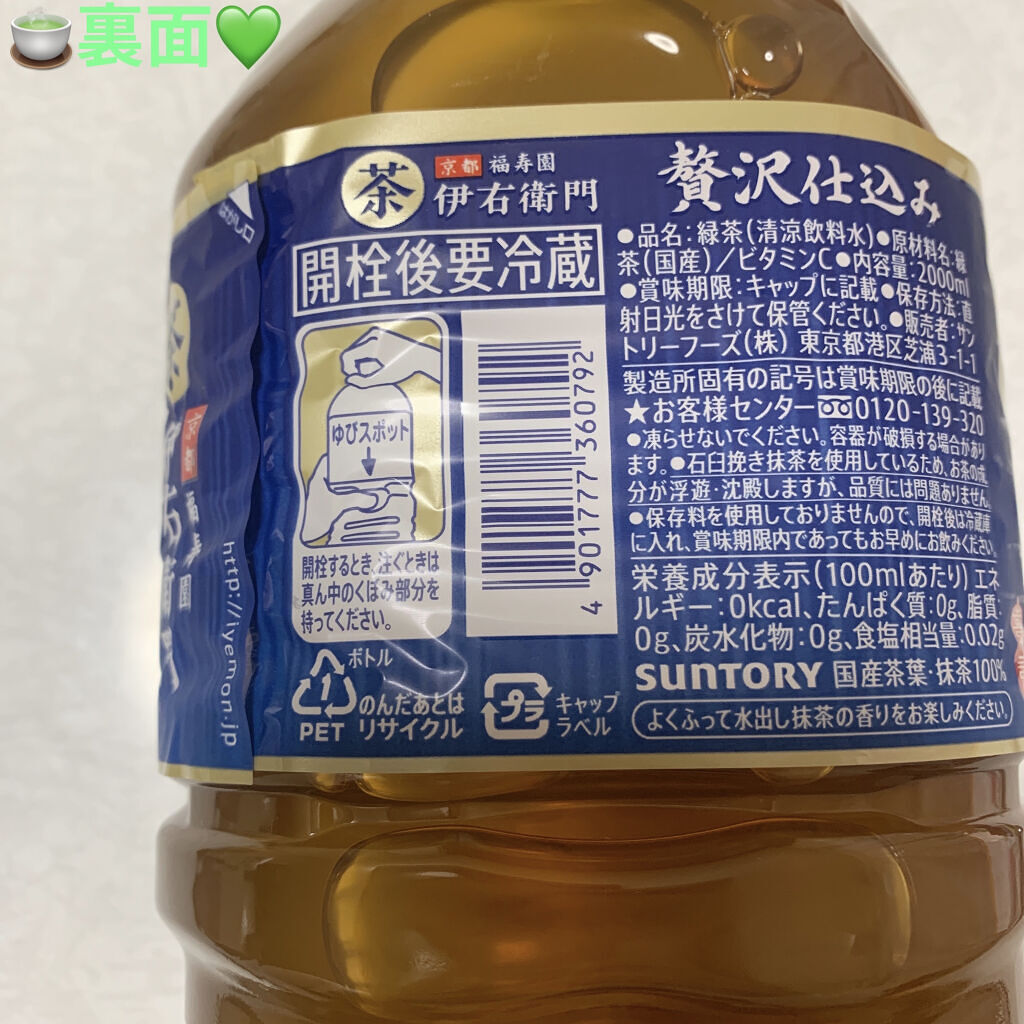 🍵裏面💚
はがし口
茶
京都 福寿園
伊右衛門
贅沢仕込み
開栓後要冷蔵
ゆびスポット
開栓するとき、注ぐときは
真ん中のくぼみ部分を
持ってください。
4 901777 360792
●品名:緑茶(清涼飲料水)●原材料名:緑
茶(国産)/ビタミンC●内容量:2000ml
●賞味期限:キャップに記載●保存方法:直
射日光をさけて保管ください。●販売者:サン
トリーフーズ(株) 東京都港区芝浦3-1-1
製造所固有の記号は賞味期限の後に記載
★お客様センター 0120-139-320
●凍らせないでください。容器が破損する場合があり
ます。●石臼挽き抹茶を使用しているため、お茶の成
分が浮遊・沈殿しますが、品質には問題ありません。
●保存料を使用しておりませんので、開栓後は冷蔵庫
に入れ、賞味期限内であってもお早めにお飲みください。
栄養成分表示(100mlあたり) エネ
ルギー:0kcal、たんぱく質:0g、脂質:
0g、炭水化物:0g、食塩相当量:0.02g
SUNTORY 国産茶葉・抹茶100%
よくふって水出し抹茶の香りをお楽しみください。
1 ボトル
PET のんだあとは
リサイクル
プラ キャップ
ラベル
京都
福寿園
http://iyemon.jp